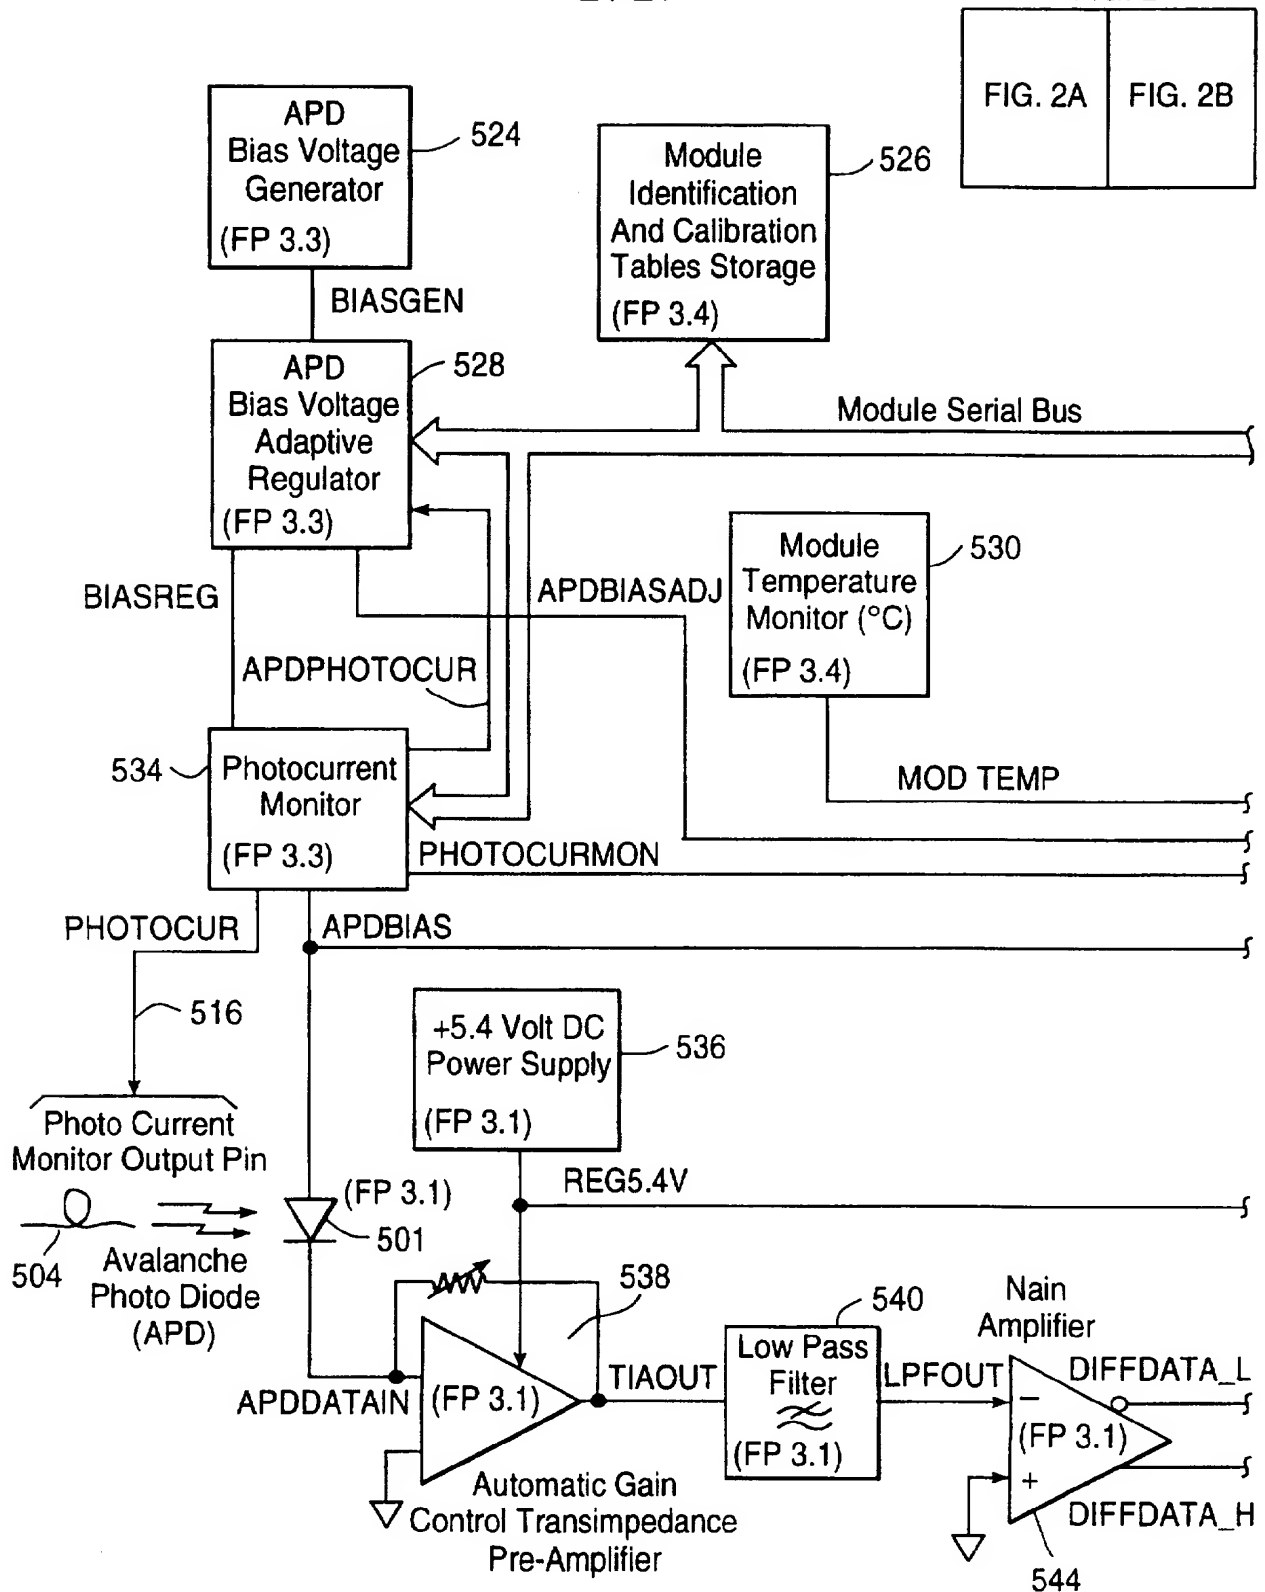 FIG. 2A
FIG. 2B
APD
Bias Voltage
Generator
(FP 3.3)
524
Module
Identification
And Calibration
Tables Storage
(FP 3.4)
526
BIASGEN
APD
Bias Voltage
Adaptive
Regulator
(FP 3.3)
528
Module Serial Bus
BIASREG
APDBIASADJ
Module
Temperature
Monitor (°C)
(FP 3.4)
530
APDPHOTOCUR
534
Photocurrent
Monitor
(FP 3.3)
MOD TEMP
PHOTOCURMON
PHOTOCUR
APDBIAS
516
+5.4 Volt DC
Power Supply
(FP 3.1)
536
Photo Current
Monitor Output Pin
REG5.4V
(FP 3.1)
501
504
Avalanche
Photo Diode
(APD)
538
540
Nain
Amplifier
APDDATAIN
(FP 3.1)
TIAOUT
Low Pass
Filter
(FP 3.1)
LPFOUT
DIFFDATA_L
−
(FP 3.1)
+
DIFFDATA_H
544
Automatic Gain
Control Transimpedance
Pre-Amplifier